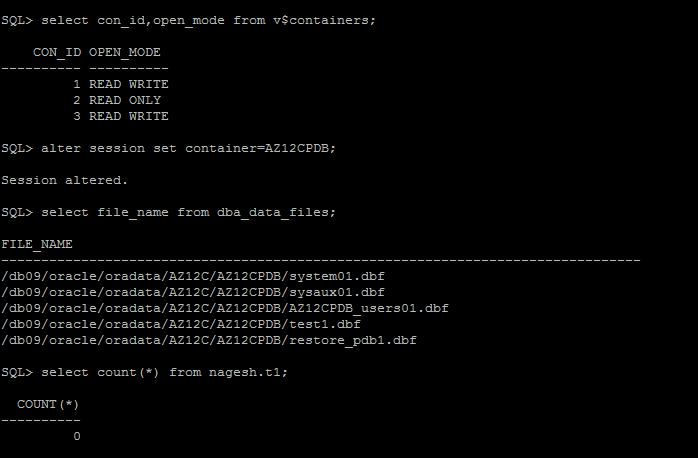 SQL> select con_id,open_mode from v$containers;
CON_ID OPEN_MODE
---------- ----------
1 READ WRITE
2 READ ONLY
3 READ WRITE
SQL> alter session set container=AZ12CPDB;
Session altered.
SQL> select file_name from dba_data_files;
FILE_NAME
--------------------------------------------------------------------------------
/db09/oracle/oradata/AZ12C/AZ12CPDB/system01.dbf
/db09/oracle/oradata/AZ12C/AZ12CPDB/sysaux01.dbf
/db09/oracle/oradata/AZ12C/AZ12CPDB/AZ12CPDB_users01.dbf
/db09/oracle/oradata/AZ12C/AZ12CPDB/test1.dbf
/db09/oracle/oradata/AZ12C/AZ12CPDB/restore_pdb1.dbf
SQL> select count(*) from nagesh.t1;
COUNT(*)
----------
0